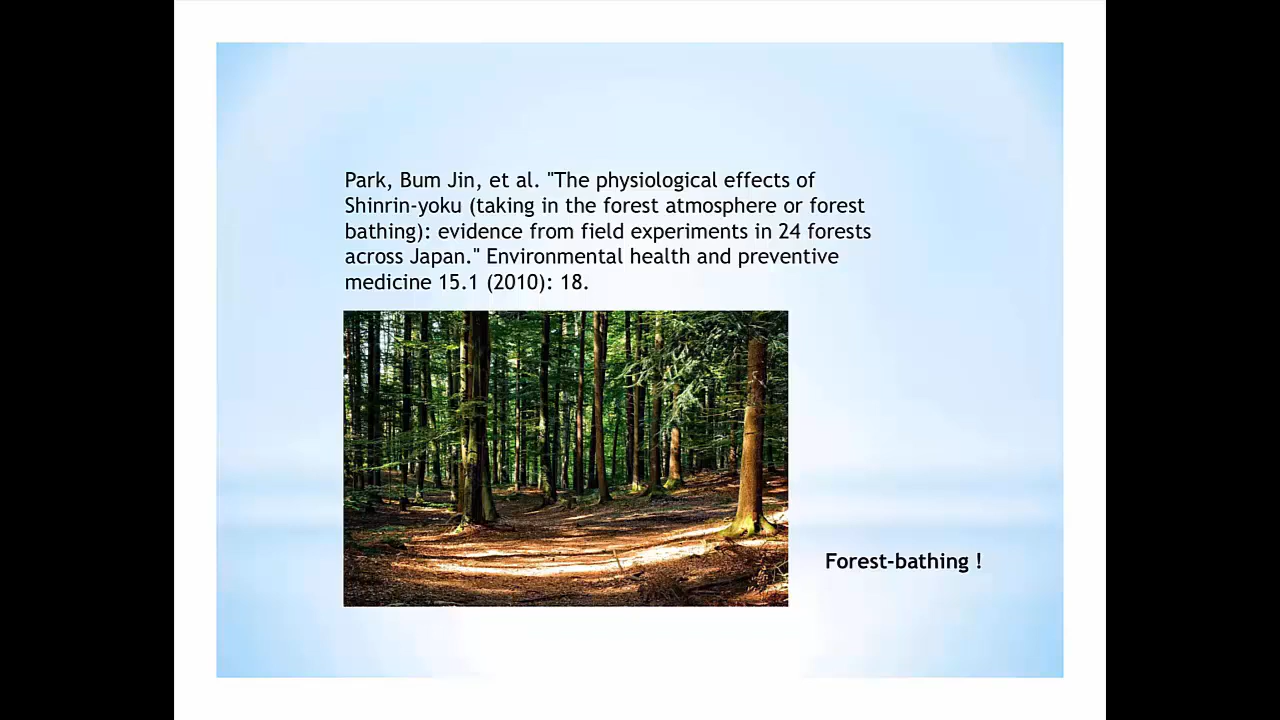 Park, Bum Jin, et al. "The physiological effects of
Shinrin-yoku (taking in the forest atmosphere or forest
bathing): evidence from field experiments in 24 forests
across Japan." Environmental health and preventive
medicine 15.1 (2010): 18.
Forest-bathing !